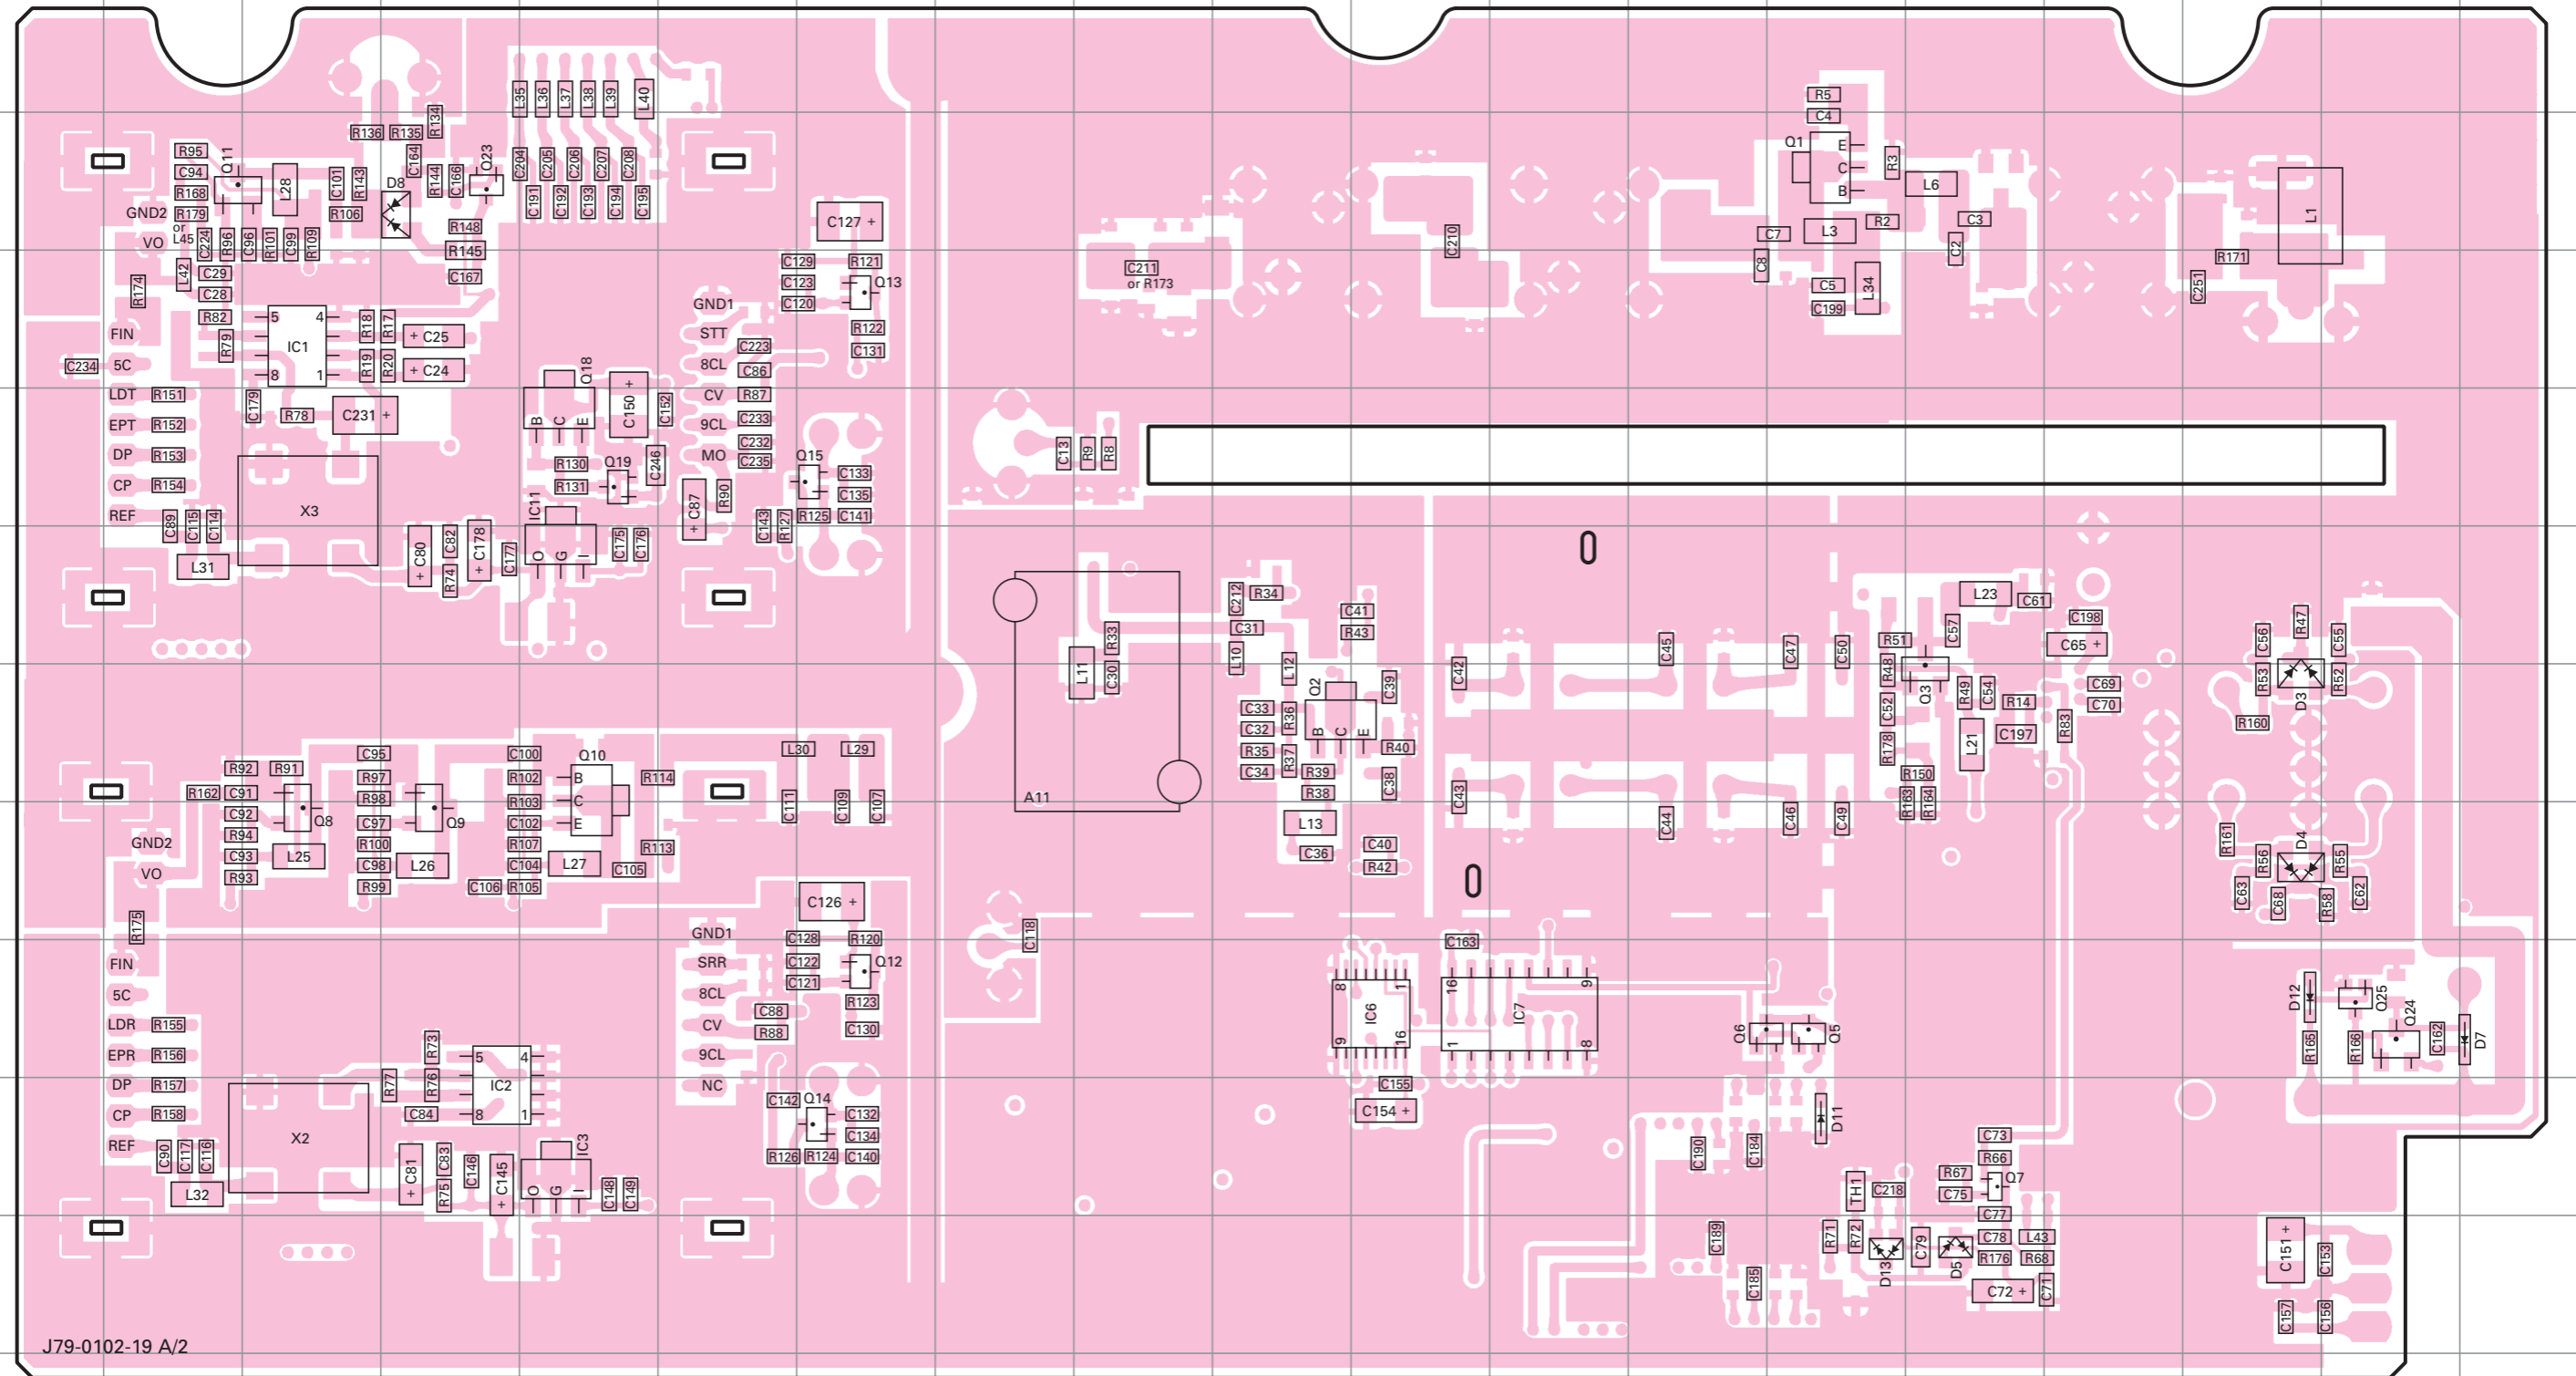 R5
C4
Q1
E
C
B
R3
L6
R2
C3
C7
L3
C2
C8
C5
L34
C199
L1
R171
C251
C210
C211
or R173
L35
L36
L37
L38
L39
L40
R134
R136
R135
C164
Q23
R95
C94
R168
R179
or
L45
GND2
VO
Q11
L28
C101
R143
R106
D8
R144
C166
R148
R145
C167
C204
C205
C206
C207
C208
C191
C192
C193
C194
C195
C224
R96
C96
R101
C99
R109
L42
C29
C28
R174
R82
R79
5
4
IC1
8
1
R18
R17
R19
R20
+ C25
+ C24
C127 +
C129
R121
C123
Q13
C120
R122
C131
GND1
STT
8CL
CV
9CL
MO
C223
C86
R87
C233
C232
C235
FIN
C234
5C
LDT
R151
EPT
R152
DP
R153
CP
R154
REF
C179
R78
C231 +
X3
C89
C115
C114
L31
C80
+
C82
R74
C178
+
C177
Q18
B
C
E
C150
+
C152
R130
R131
Q19
C246
IC11
O
G
I
C175
C176
C87
+
R90
C143
R127
Q15
C133
C135
R125
C141
C13
R9
R8
A11
L11
R33
C30
C212
R34
C31
L10
C41
R43
L12
C33
C32
R35
C34
R36
R37
Q2
B
C
E
C39
R40
R39
R38
C38
L13
C36
C40
R42
C42
C43
C45
C44
C47
C46
C50
C49
R51
C57
L23
C61
C198
C65 +
R48
Q3
C52
R178
R49
C54
R14
L21
C197
R83
C69
C70
R150
R163
R164
C56
R47
C55
R53
D3
R52
R160
R161
D4
R56
R55
C63
C68
R58
C62
C95
C100
Q10
R92
R91
R97
R102
B
R114
R162
C91
R98
R103
C
C92
Q8
C97
Q9
C102
E
R94
R100
R107
R113
C93
L25
C98
L26
C104
L27
C105
R93
R99
C106
R105
GND2
VO
R175
L30
L29
C111
C109
C107
C126 +
C128
R120
C122
Q12
C121
R123
C88
R88
C130
GND1
SRR
8CL
CV
9CL
NC
C118
FIN
5C
LDR
R155
EPR
R156
DP
R157
CP
R158
REF
R73
R77
R76
C84
5
4
IC2
8
1
X2
C90
C117
C116
L32
C81
+
C83
R75
C146
C145
+
IC3
O
G
I
C148
C149
C142
Q14
C132
C134
R126
R124
C140
C163
8
1
IC6
9
16
16
9
IC7
1
8
C155
C154 +
Q6
Q5
D11
C190
C184
C189
C185
TH1
C218
R71
R72
D13
C79
D5
C73
R66
R67
Q7
C75
C77
C78
L43
R176
R68
C72 +
C71
D12
Q25
Q24
R165
R166
C162
D7
C151
+
C153
C157
C156
J79-0102-19 A/2